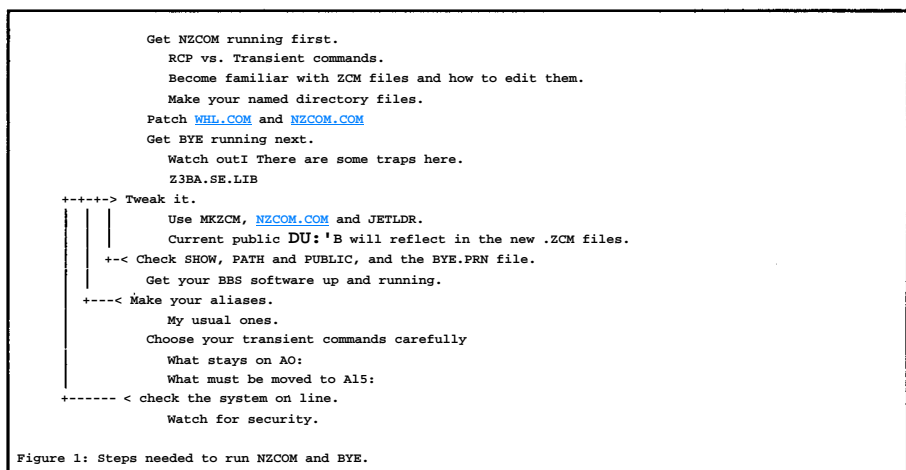 Get NZCOM running first.
RCP vs. Transient commands.
Become familiar with ZCM files and how to edit them.
Make your named directory files.
Patch WHL.COM and NZCOM.COM
Get BYE running next.
Watch outI There are some traps here.
Z3BA.SE.LIB
+-+-+-> Tweak it.
Use MKZCM, NZCOM.COM and JETLDR.
Current public DU:'B will reflect in the new .ZCM files.
+-< Check SHOW, PATH and PUBLIC, and the BYE.PRN file.
Get your BBS software up and running.
+---< Make your aliases.
My usual ones.
Choose your transient commands carefully
What stays on AO:
What must be moved to Al5:
+------ < check the system on line.
Watch for security.
Figure 1: Steps needed to run NZCOM and BYE.